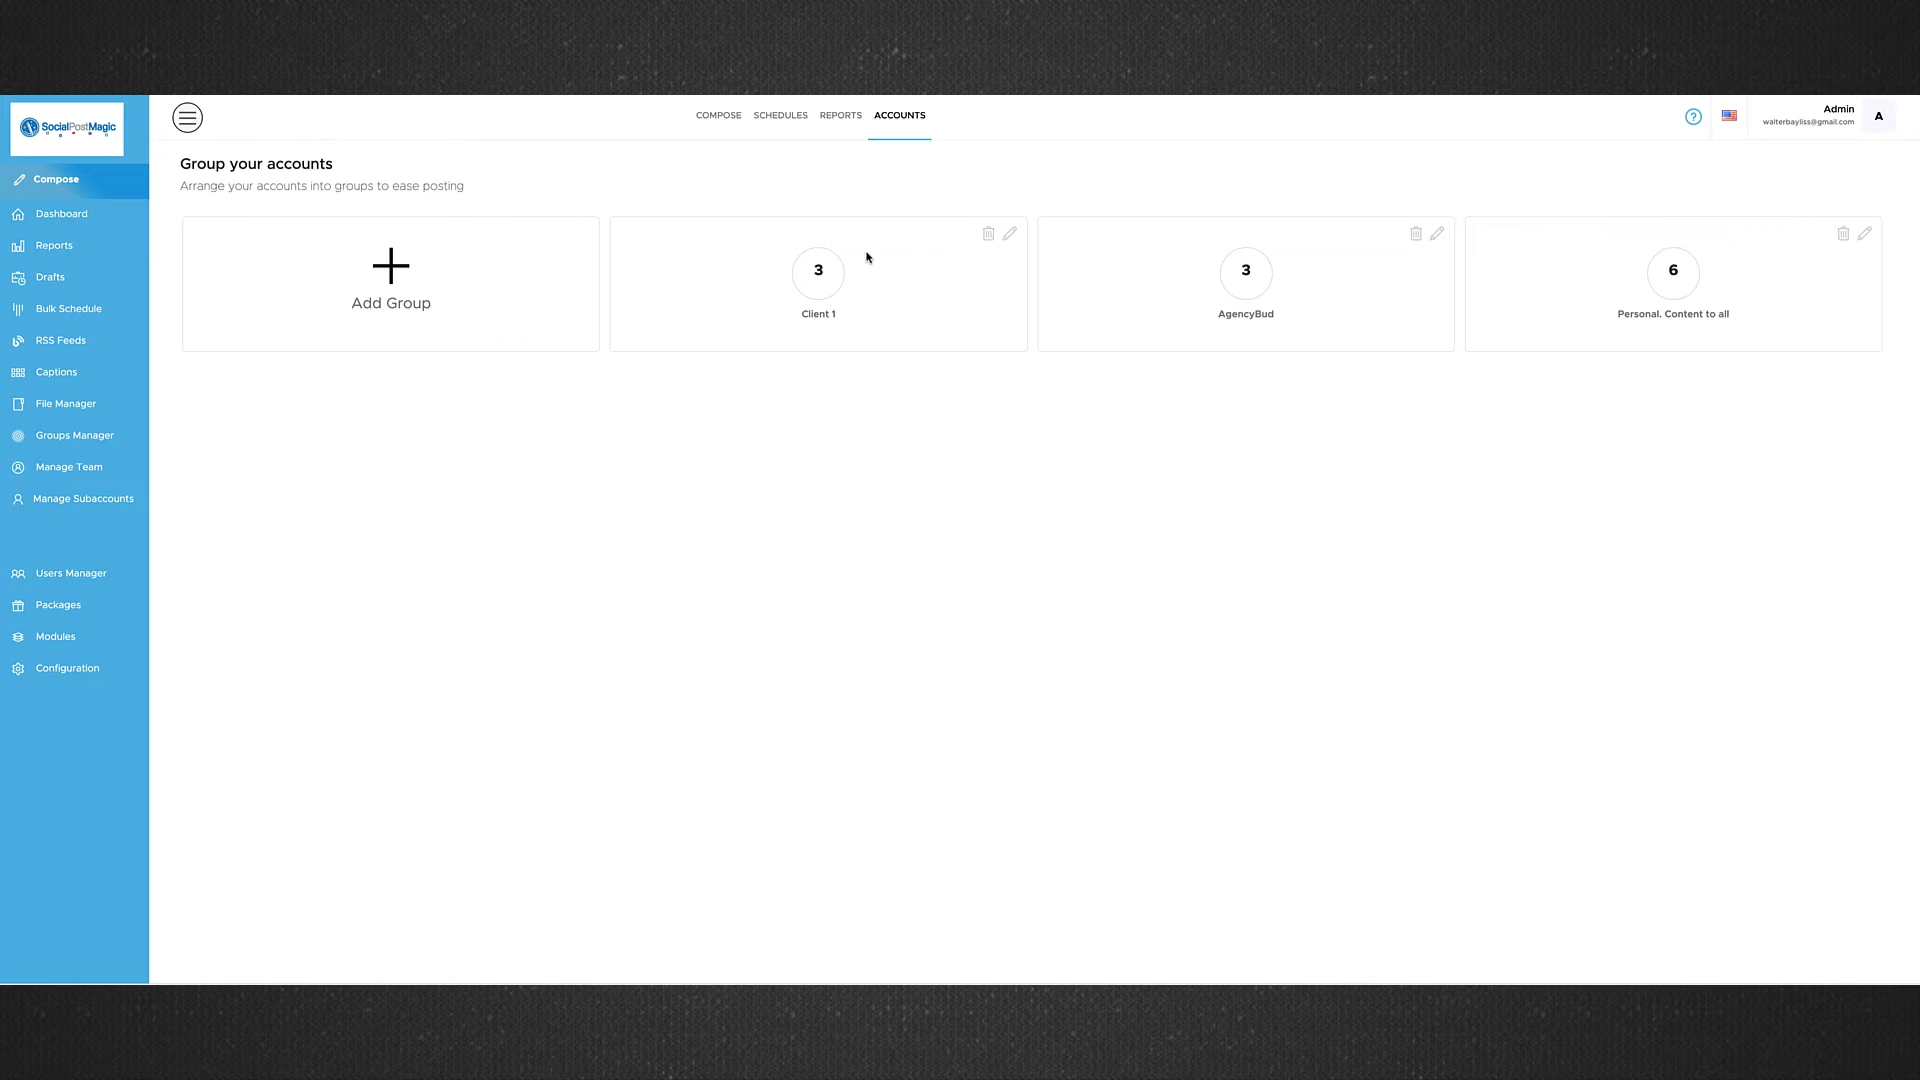 SocialPostMagic
COMPOSE SCHEDULES REPORTS ACCOUNTS
?
Admin
walterbayliss@gmail.com
A
Compose
Dashboard
Reports
Drafts
Bulk Schedule
RSS Feeds
Captions
File Manager
Groups Manager
Manage Team
Manage Subaccounts
Users Manager
Packages
Modules
Configuration
Group your accounts
Arrange your accounts into groups to ease posting
Add Group
3
Client 1
3
AgencyBud
6
Personal. Content to all